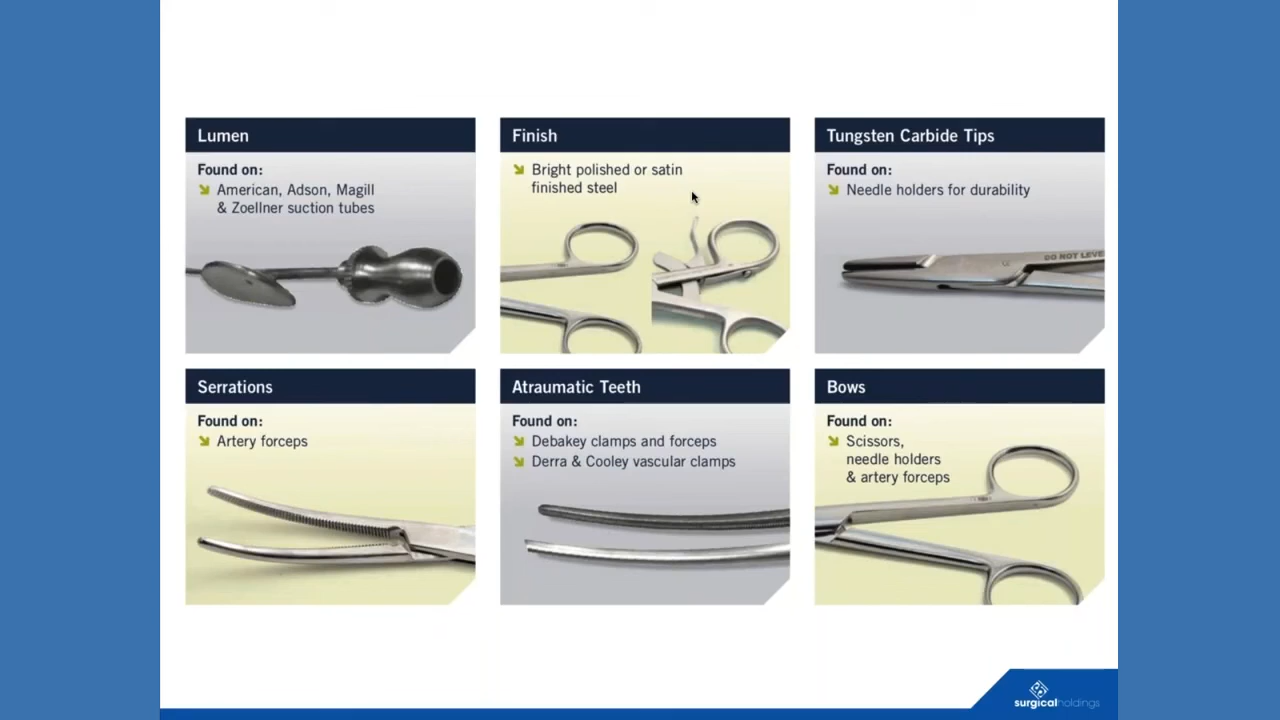 Lumen
Found on:
American, Adson, Magill
& Zoellner suction tubes
Finish
Bright polished or satin
finished steel
Tungsten Carbide Tips
Found on:
Needle holders for durability
DO NOT LEVE
Serrations
Found on:
Artery forceps
Atraumatic Teeth
Found on:
Debakey clamps and forceps
Derra & Cooley vascular clamps
Bows
Found on:
Scissors,
needle holders
& artery forceps
surgicalholdings